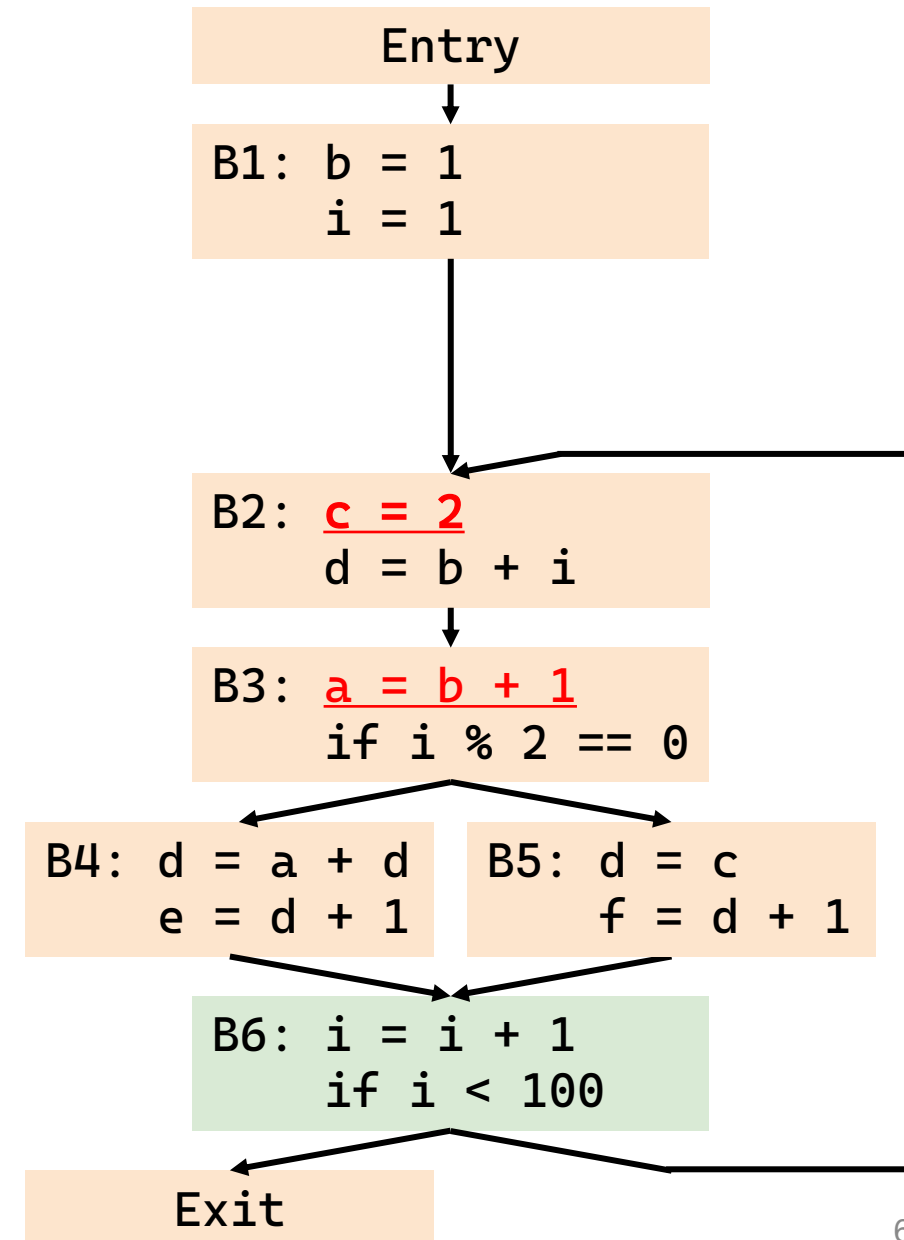 Entry
B1: b = 1
i = 1
B2: c = 2
d = b + i
B3: a = b + 1
if i % 2 == 0
B4: d = a + d
e = d + 1
B5: d = c
f = d + 1
B6: i = i + 1
if i < 100
Exit
6